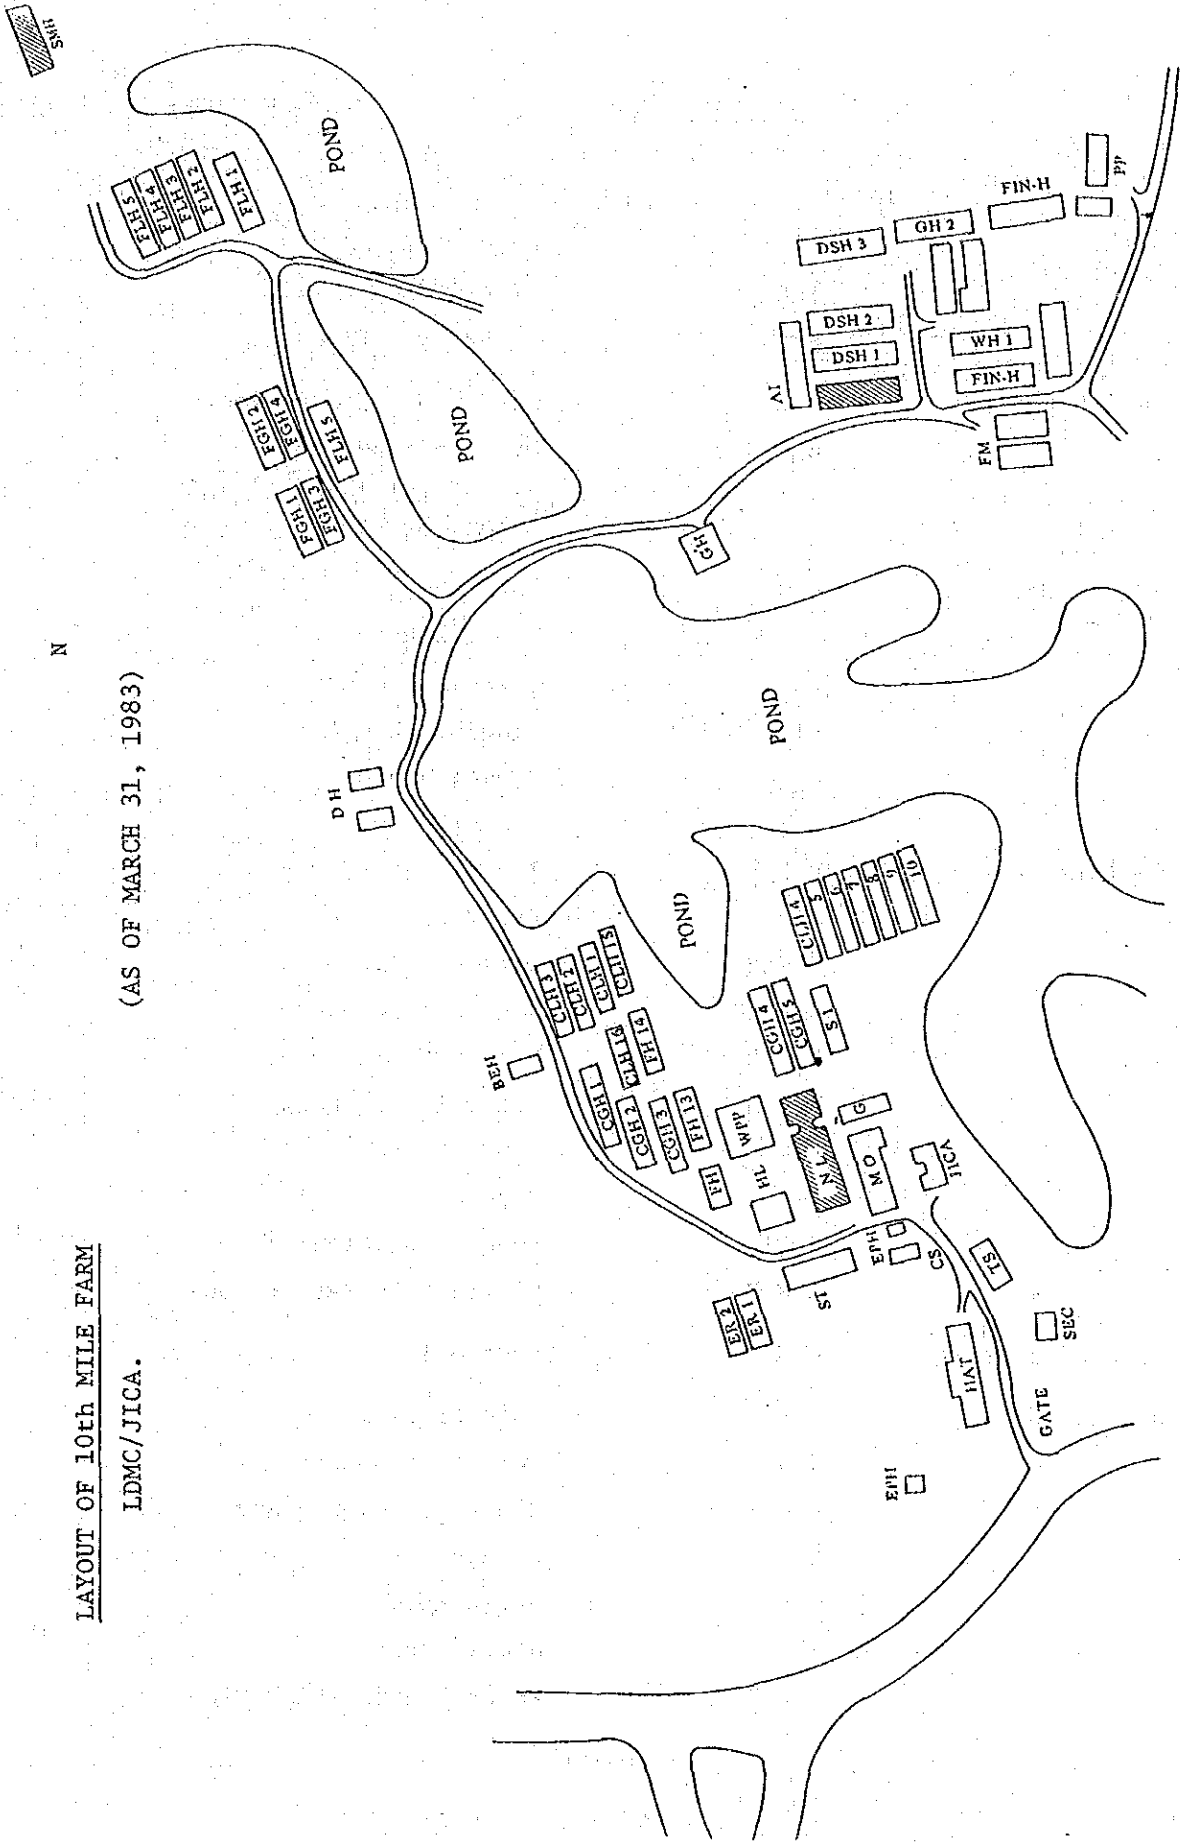 LAYOUT OF 10th MILE FARM
LDMC/JICA.
(AS OF MARCH 31, 1983)
N
SMH
FLH 5
FLH 4
FLH 3
FLH 2
FLH 1
POND
FGH 2
FGH 4
FLH 5
FGH 1
FGH 3
POND
D H
GH
AI
DSH 1
DSH 2
DSH 3
GH 2
FIN-H
PP
WH 1
FIN-H
FM
POND
POND
BEH
CLH 3
CLH 2
CLH 1
CLH 15
CLH 16
FH 14
CGH 1
CGH 2
CGH 3
FH 13
FH
WPP
HL
CGH 4
CGH 5
S I
CLH 4
5
6
7
8
9
10
N L
G
M O
JICA
EPH
CS
ST
ER 2
ER 1
TS
HAT
SEC
GATE
EPH